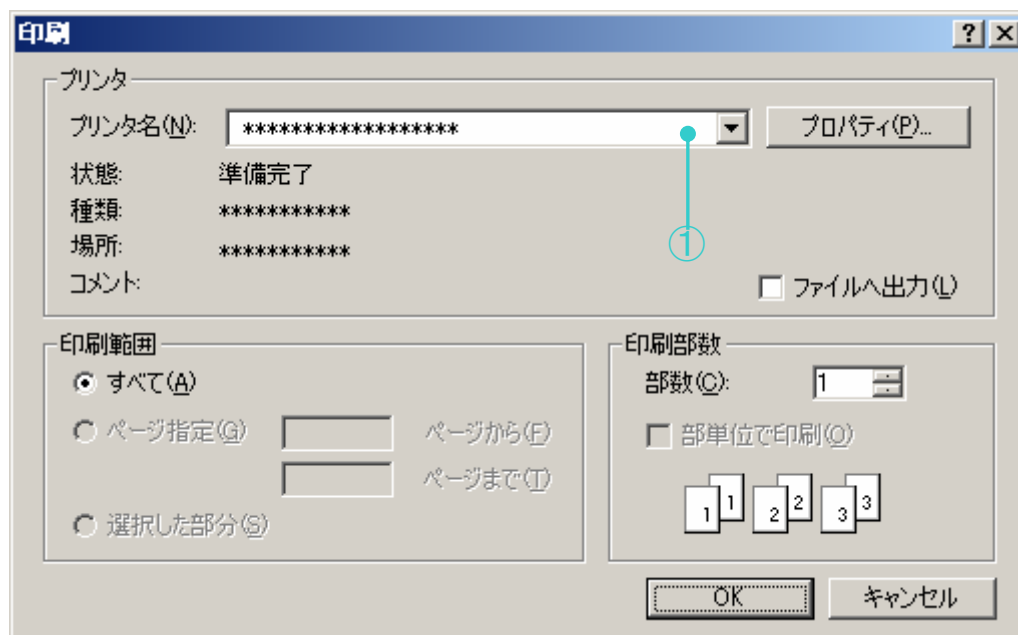 印刷
プリンタ
プリンタ名(N): ****************** プロパティ(P)...
状態: 準備完了
種類: ***********
場所: ***********
①
コメント:
ファイルへ出力(L)
印刷範囲
すべて(A)
ページ指定(G) ページから(F)
ページまで(T)
選択した部分(S)
印刷部数
部数(C): 1
部単位で印刷(O)
1 1 2 2 3 3
OK キャンセル